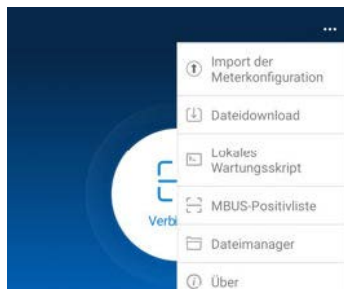 Import der
Meterkonfiguration
Dateidownload
Lokales
Wartungsskript
MBUS-Positivliste
Verbi
Dateimanager
Über